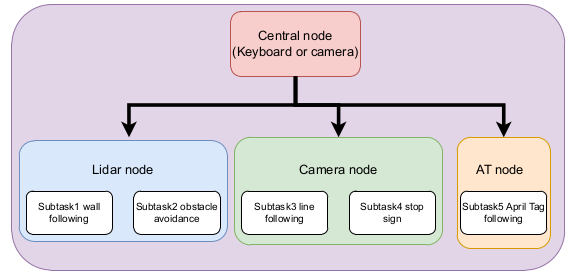 Central node
(Keyboard or camera)
Lidar node
Camera node
AT node
Subtask1 wall
following
Subtask2 obstacle
avoidance
Subtask3 line
following
Subtask4 stop
sign
Subtask5 April Tag
following